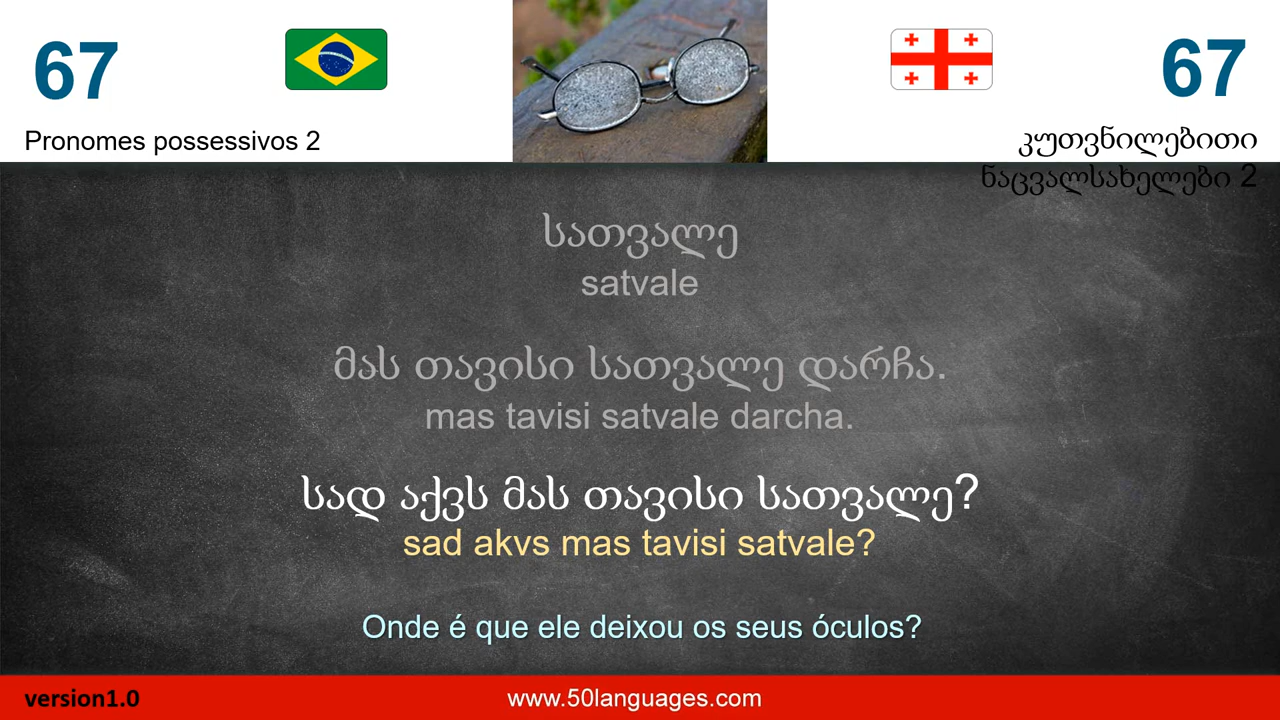 67
67
Pronomes possessivos 2
კუთვნილებითი
ნაცვალსახელები 2
სათვალე
satvale
მას თავისი სათვალე დარჩა.
mas tavisi satvale darcha.
სად აქვს მას თავისი სათვალე?
sad akvs mas tavisi satvale?
Onde é que ele deixou os seus óculos?
version1.0
www.50languages.com